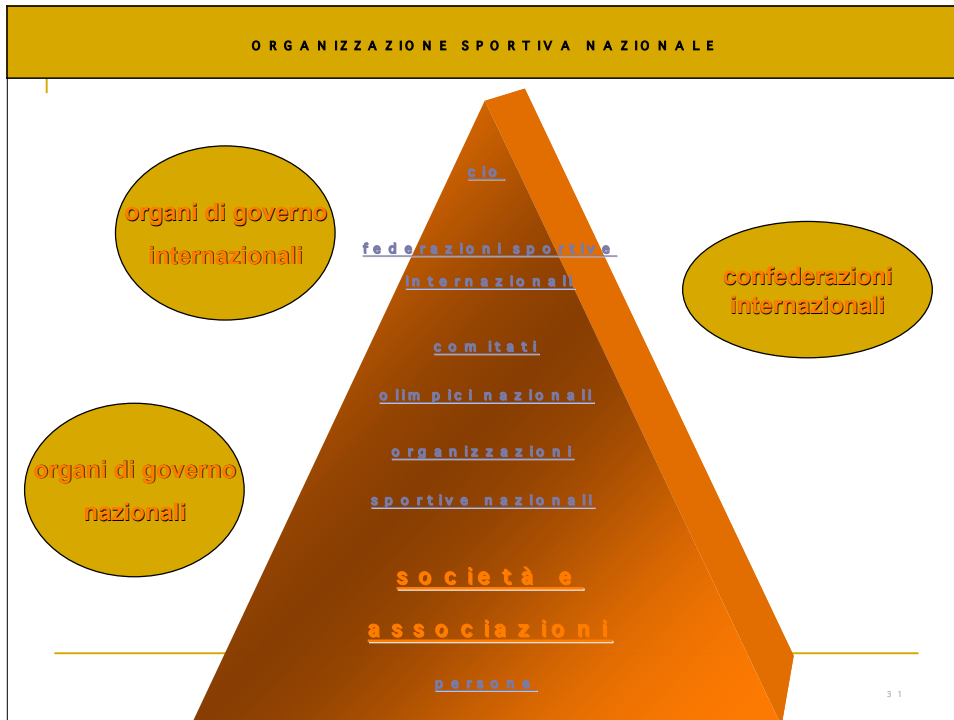 ORGANIZZAZIONE SPORTIVA NAZIONALE
cio
organi di governo
internazionali
federazioni sportive
internazionali
confederazioni
internazionali
comitati
olimpici nazionali
organizzazioni
sportive nazionali
organi di governo
nazionali
società e
associazioni
persone
31